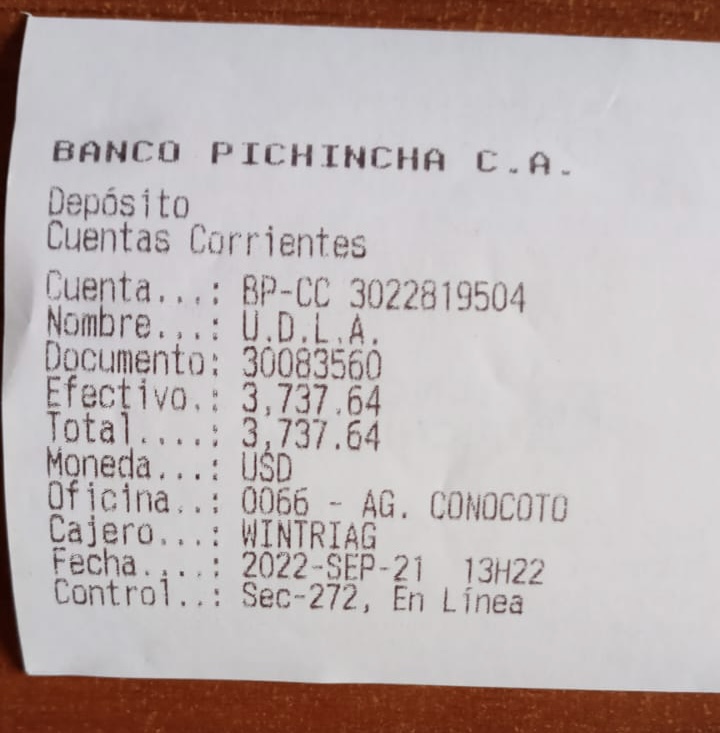 BANCO PICHINCHA C.A.
Depósito
Cuentas Corrientes
Cuenta...: BP-CC 3022819504
Nombre...: U.D.L.A.
Documento: 30083560
Efectivo.: 3,737.64
Total....: 3,737.64
Moneda...: USD
Oficina..: 0066 - AG. CONOCOTO
Cajero...: WINTRIAG
Fecha....: 2022-SEP-21 13H22
Control..: Sec-272, En Línea